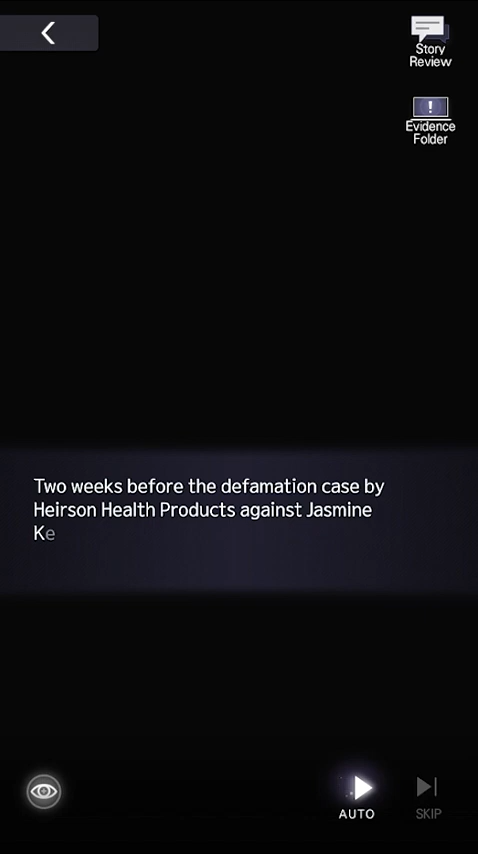 Story
Review
!
Evidence
Folder
Two weeks before the defamation case by
Heirson Health Products against Jasmine
Ke
AUTO
SKIP